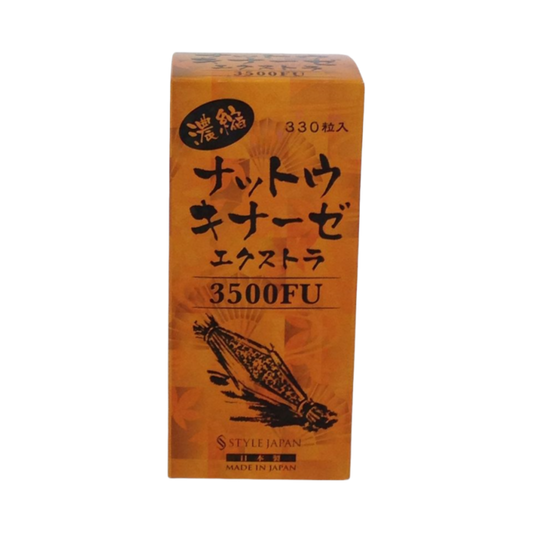 3500FU
濃縮
330粒入
ナットウ
キナーゼ
エクストラ
3500FU
STYLE JAPAN
日本製
MADE IN JAPAN